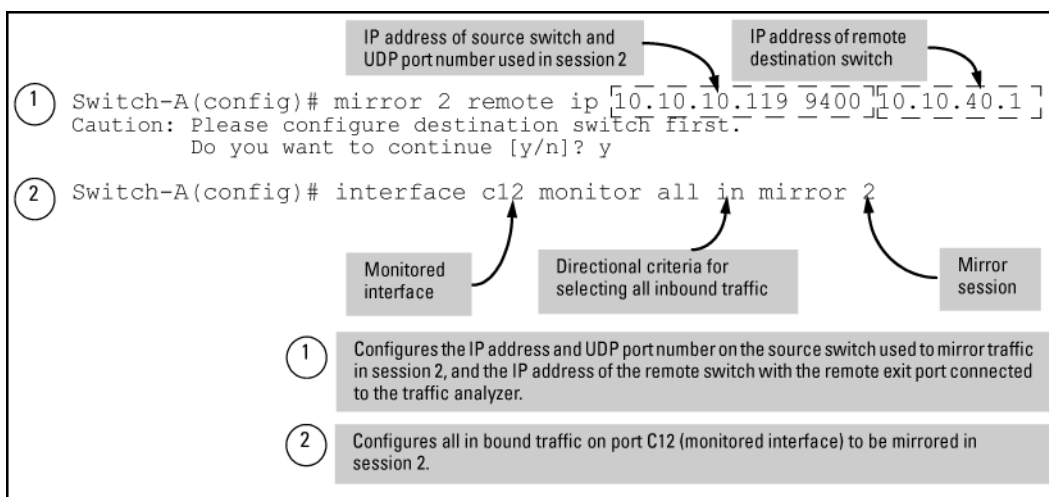 IP address of source switch and
UDP port number used in session 2
IP address of remote
destination switch
1
Switch-A(config)# mirror 2 remote ip 10.10.10.119 9400 10.10.40.1
Caution: Please configure destination switch first.
Do you want to continue [y/n]? y
2
Switch-A(config)# interface c12 monitor all in mirror 2
Monitored
interface
Directional criteria for
selecting all inbound traffic
Mirror
session
1
Configures the IP address and UDP port number on the source switch used to mirror traffic
in session 2, and the IP address of the remote switch with the remote exit port connected
to the traffic analyzer.
2
Configures all in bound traffic on port C12 (monitored interface) to be mirrored in
session 2.